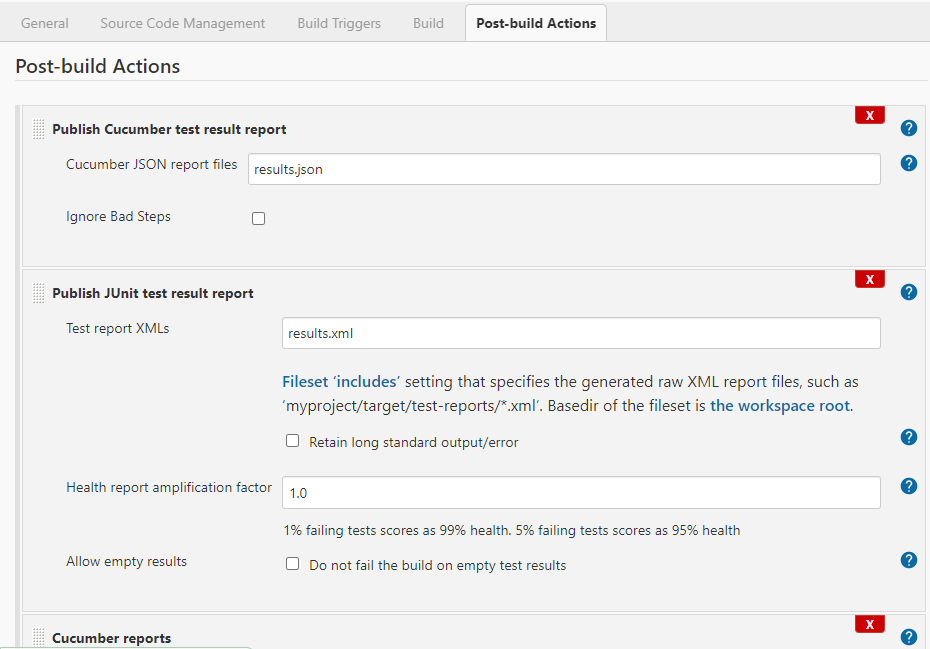 General Source Code Management Build Triggers Build Post-build Actions
Post-build Actions
Publish Cucumber test result report
X
?
Cucumber JSON report files results.json
?
Ignore Bad Steps
Publish JUnit test result report
X
?
Test report XMLs results.xml
Fileset ‘includes’ setting that specifies the generated raw XML report files, such as
‘myproject/target/test-reports/*.xml’. Basedir of the fileset is the workspace root.
Retain long standard output/error
?
Health report amplification factor 1.0
?
1% failing tests scores as 99% health. 5% failing tests scores as 95% health
Allow empty results Do not fail the build on empty test results
?
Cucumber reports
X
?